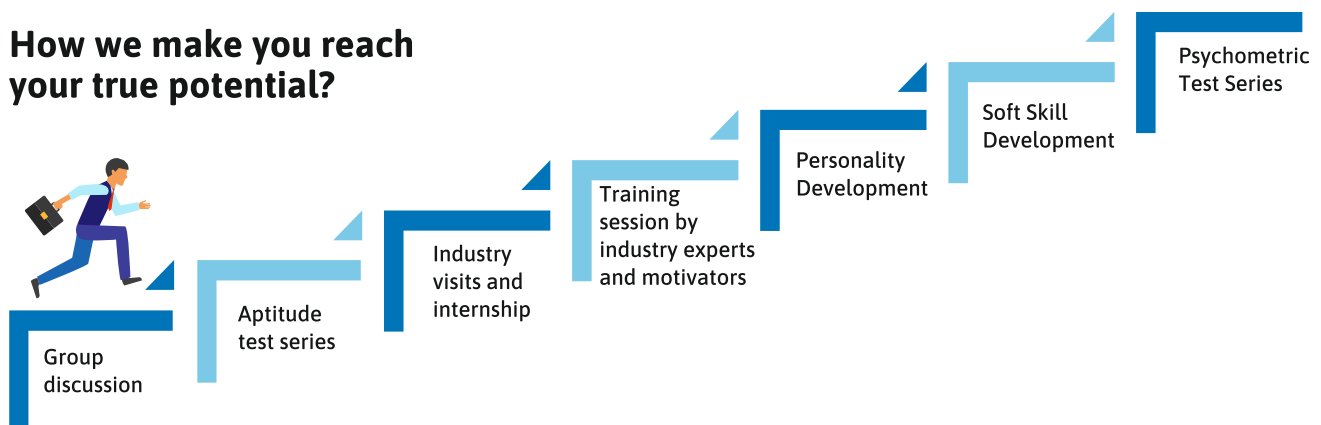 How we make you reach
your true potential?
Group
discussion
Aptitude
test series
Industry
visits and
internship
Training
session by
industry experts
and motivators
Personality
Development
Soft Skill
Development
Psychometric
Test Series